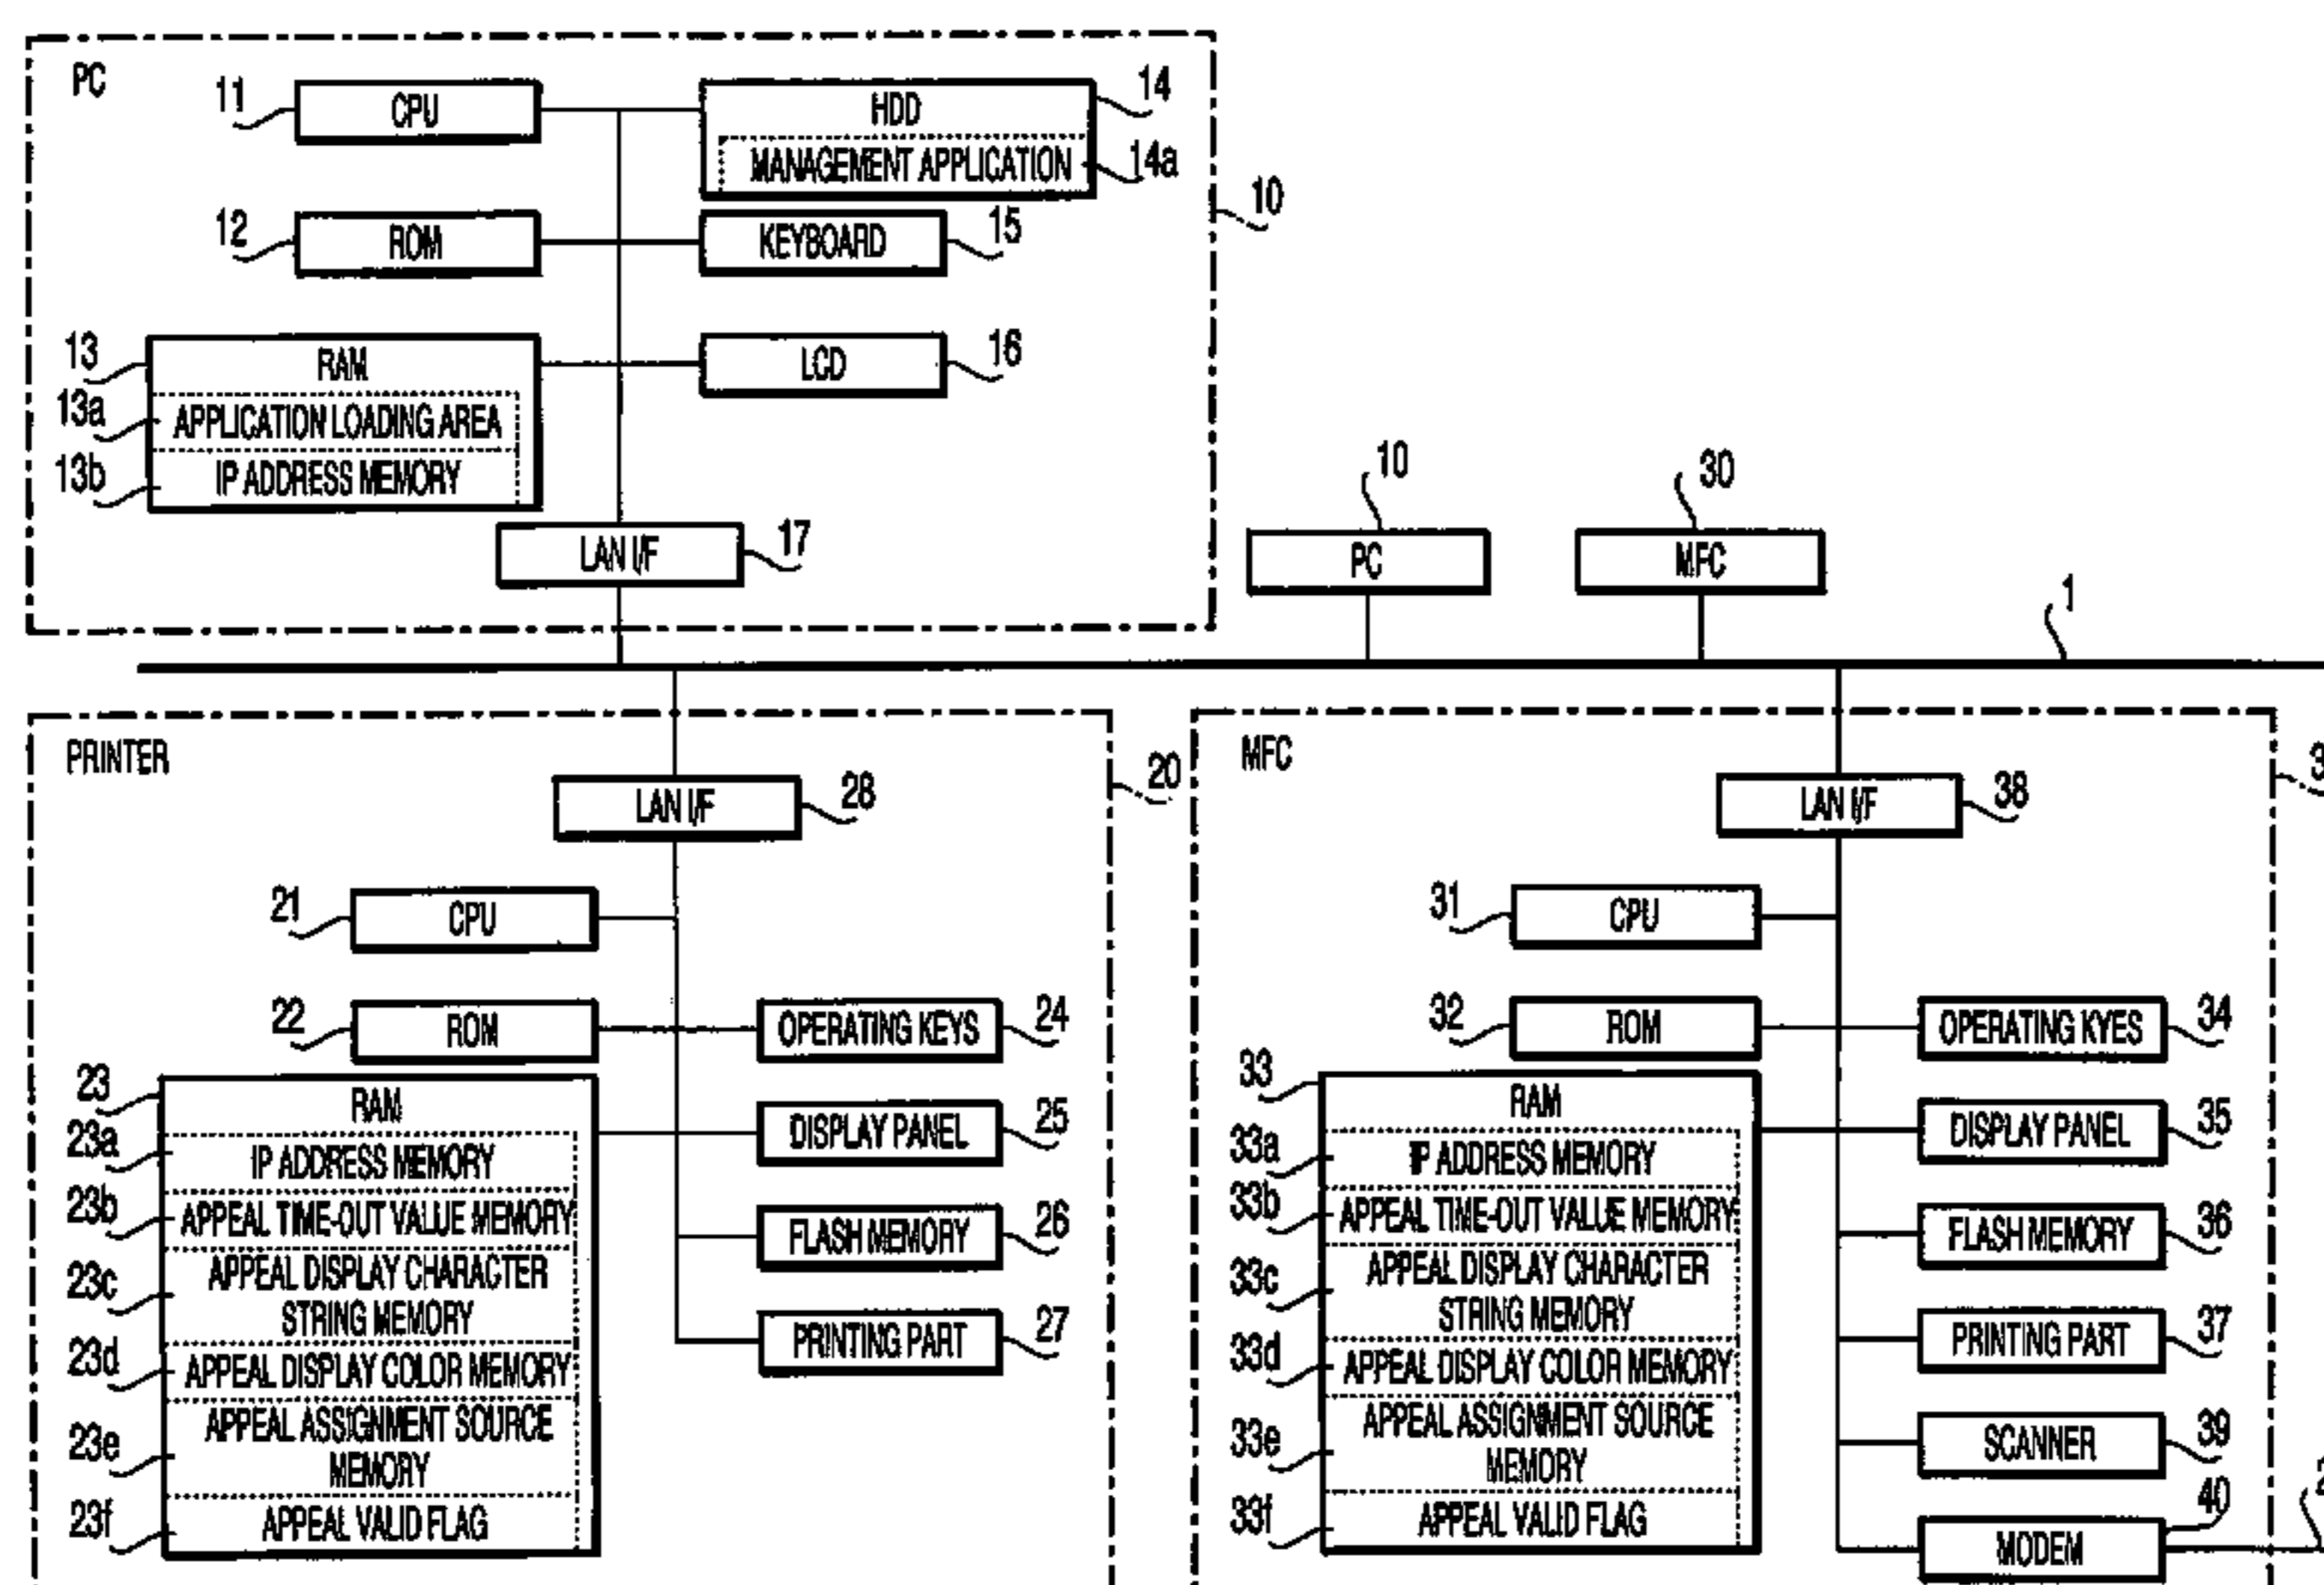 PC
11
CPU
HDD
14
MANAGEMENT APPLICATION
14a
10
12
ROM
KEYBOARD
15
13
RAM
LCD
16
13a
APPLICATION LOADING AREA
13b
IP ADDRESS MEMORY
LAN I/F
17
10
PC
30
MFC
1
PRINTER
20
LAN I/F
28
21
CPU
22
ROM
OPERATING KEYS
24
23
RAM
DISPLAY PANEL
25
23a
IP ADDRESS MEMORY
23b
APPEAL TIME-OUT VALUE MEMORY
FLASH MEMORY
26
23c
APPEAL DISPLAY CHARACTER
STRING MEMORY
PRINTING PART
27
23d
APPEAL DISPLAY COLOR MEMORY
23e
APPEAL ASSIGNMENT SOURCE
MEMORY
23f
APPEAL VALID FLAG
MFC
LAN I/F
38
31
CPU
32
ROM
OPERATING KYES
34
33
RAM
DISPLAY PANEL
35
33a
IP ADDRESS MEMORY
33b
APPEAL TIME-OUT VALUE MEMORY
FLASH MEMORY
36
33c
APPEAL DISPLAY CHARACTER
STRING MEMORY
PRINTING PART
37
33d
APPEAL DISPLAY COLOR MEMORY
33e
APPEAL ASSIGNMENT SOURCE
MEMORY
SCANNER
39
33f
APPEAL VALID FLAG
MODEM
40